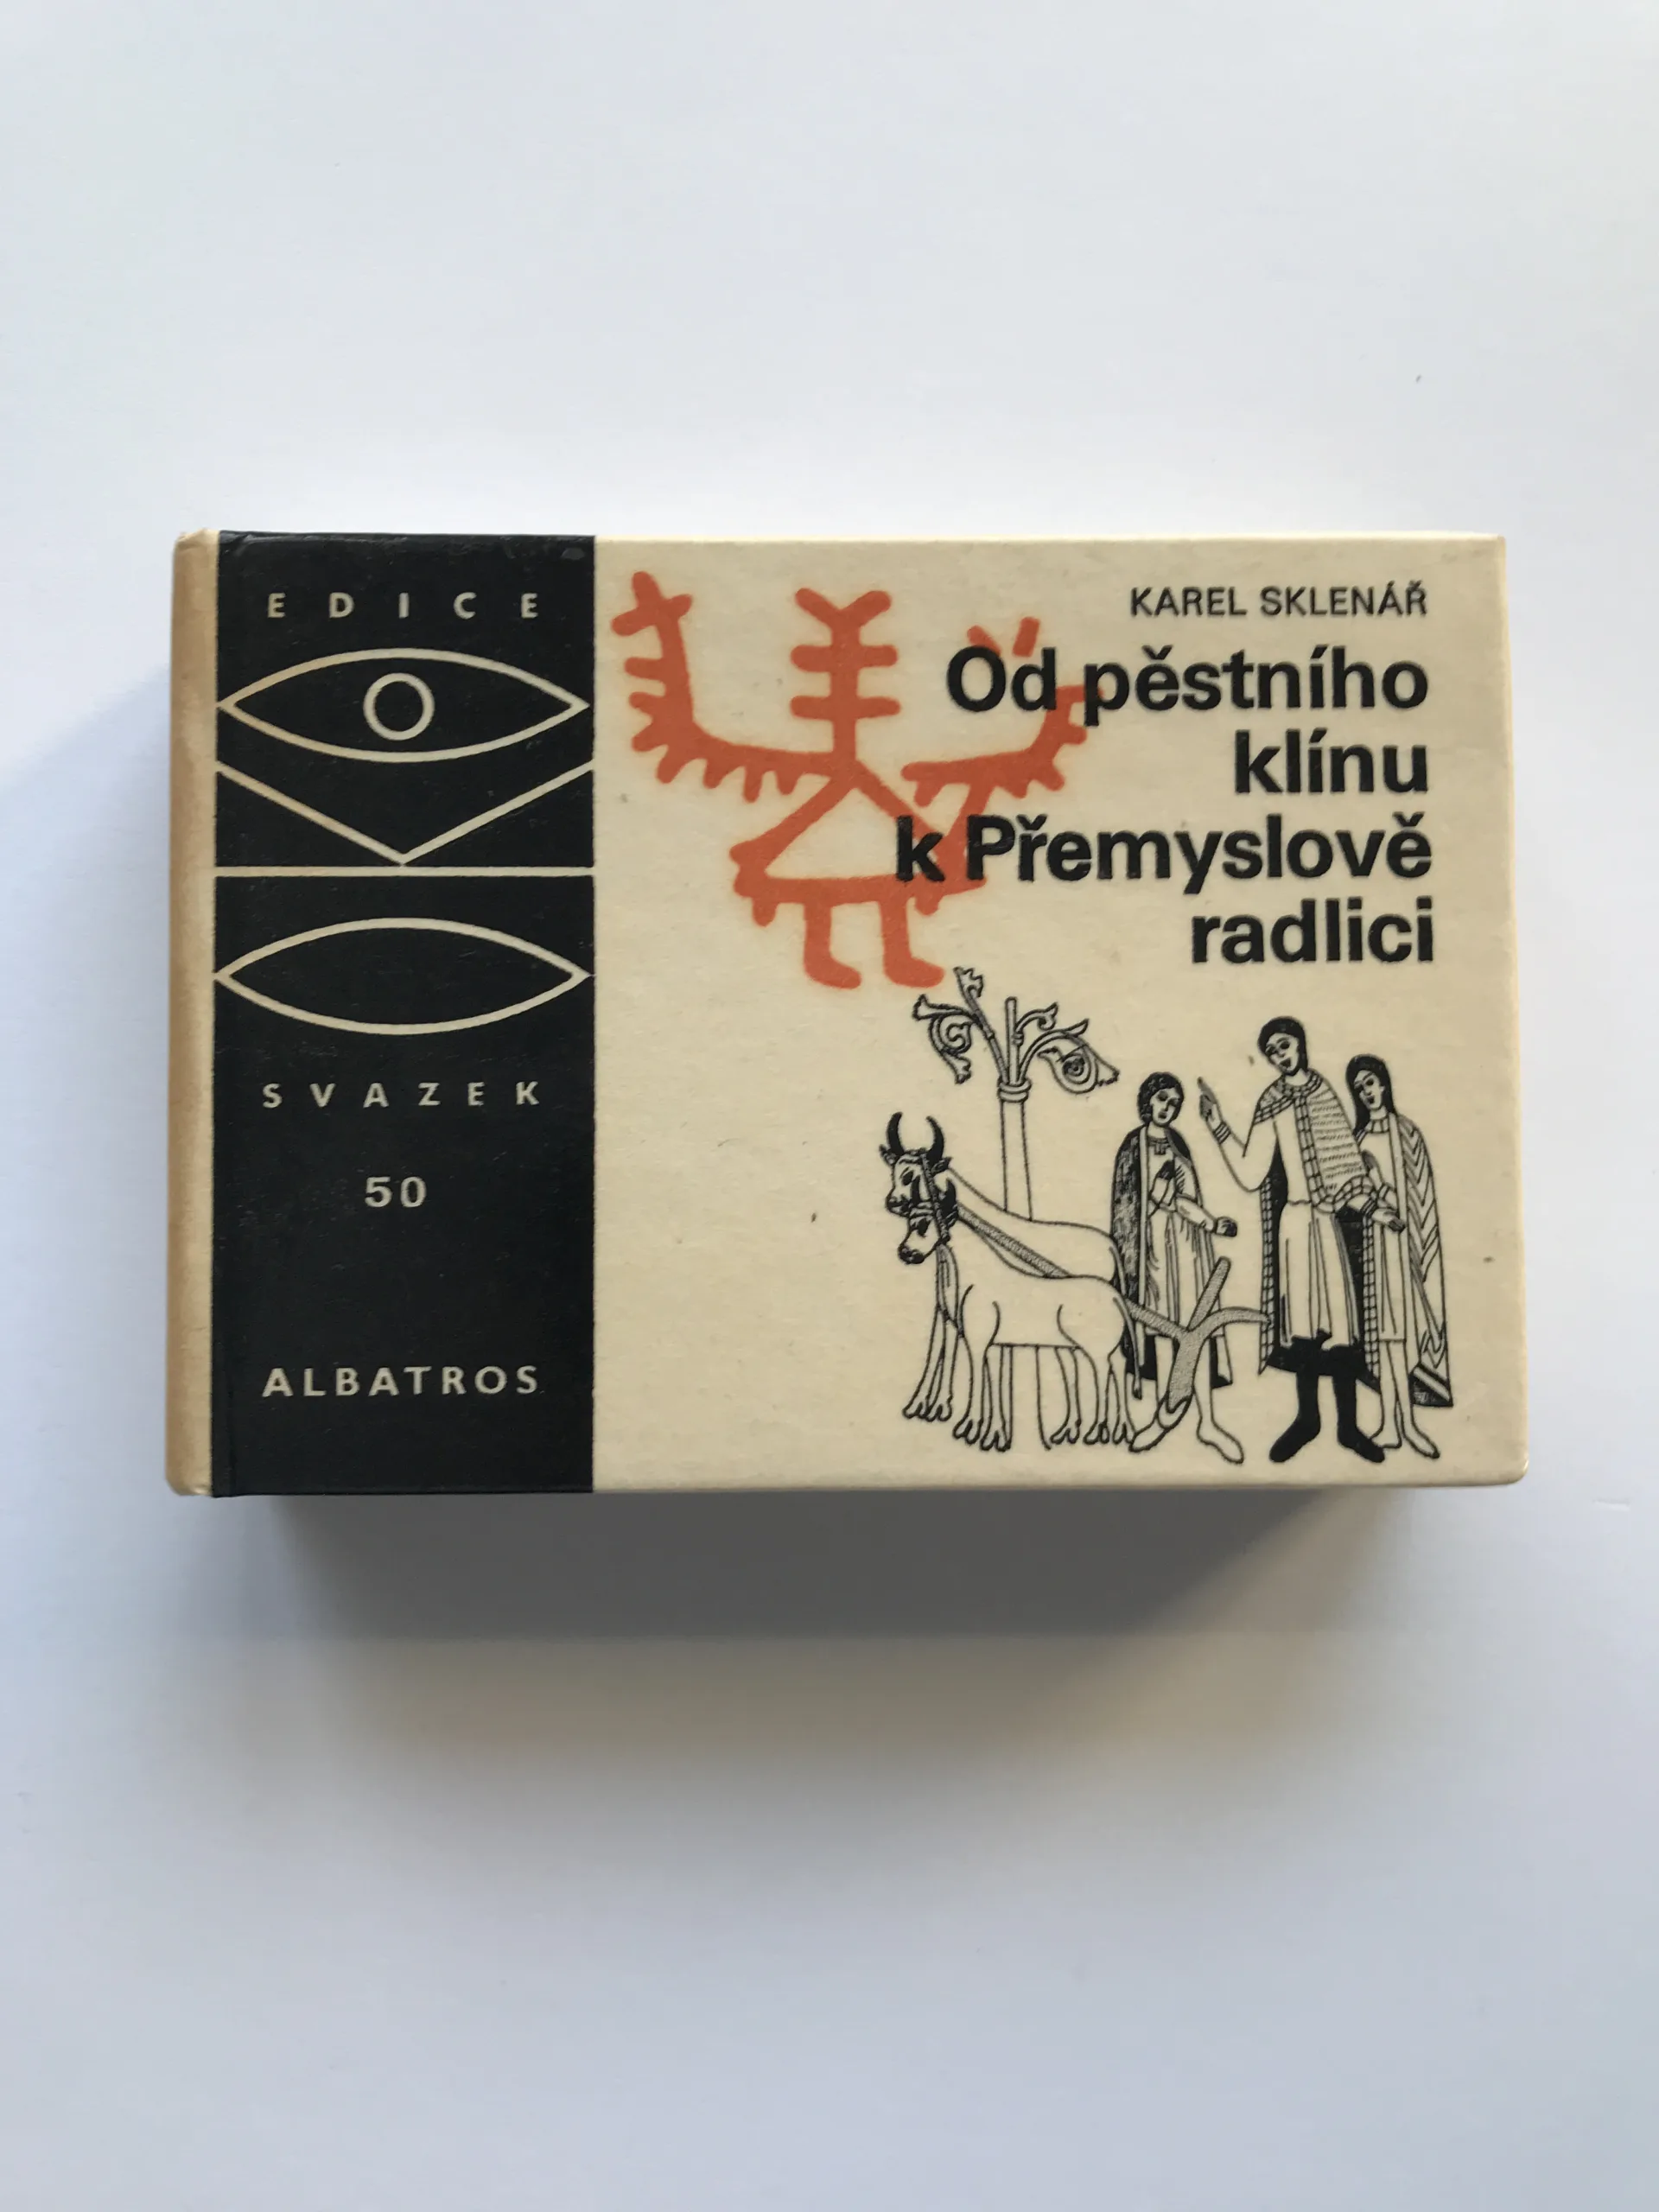 EDICE
SVAZEK
50
ALBATROS
KAREL SKLENÁŘ
Od pěstního
klínu
k Přemyslově
radlici